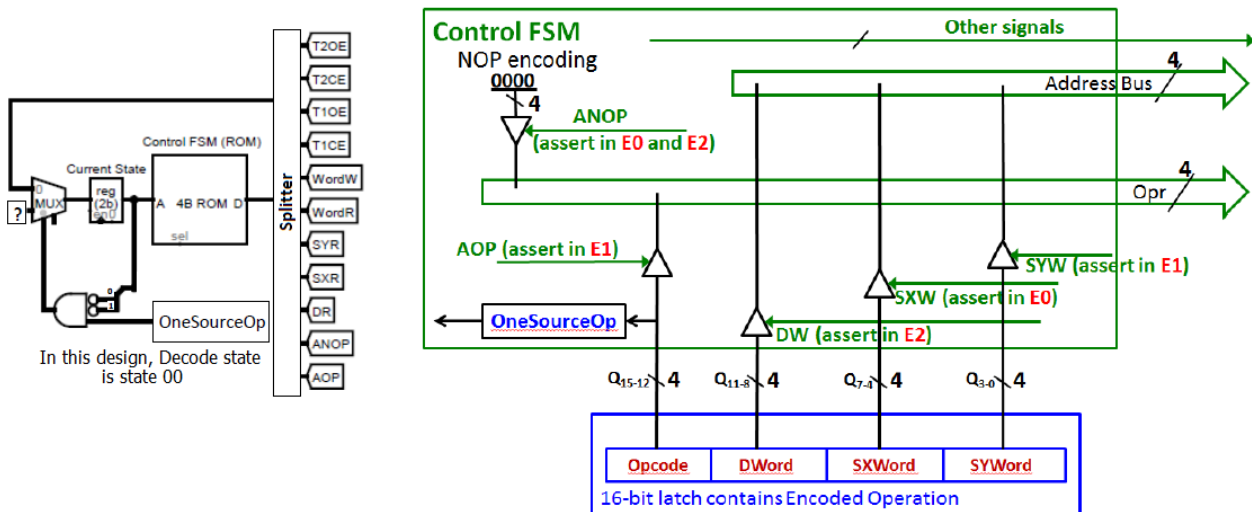 T2OE
T2CE
T1OE
T1CE
WordW
WordR
SYR
SXR
DR
ANOP
AOP
Splitter
Control FSM (ROM)
Current State
0
MUX
?
reg
(2b)
en0
A 4B ROM D
sel
0
1
OneSourceOp
In this design, Decode state
is state 00
Control FSM
Other signals
NOP encoding
0000
4
4
Address Bus
ANOP
(assert in E0 and E2)
4
Opr
AOP (assert in E1)
SYW (assert in E1)
SXW (assert in E0)
OneSourceOp
DW (assert in E2)
Q15-12 4
Q11-8 4
Q7-4 4
Q3-0 4
Opcode DWord SXWord SYWord
16-bit latch contains Encoded Operation